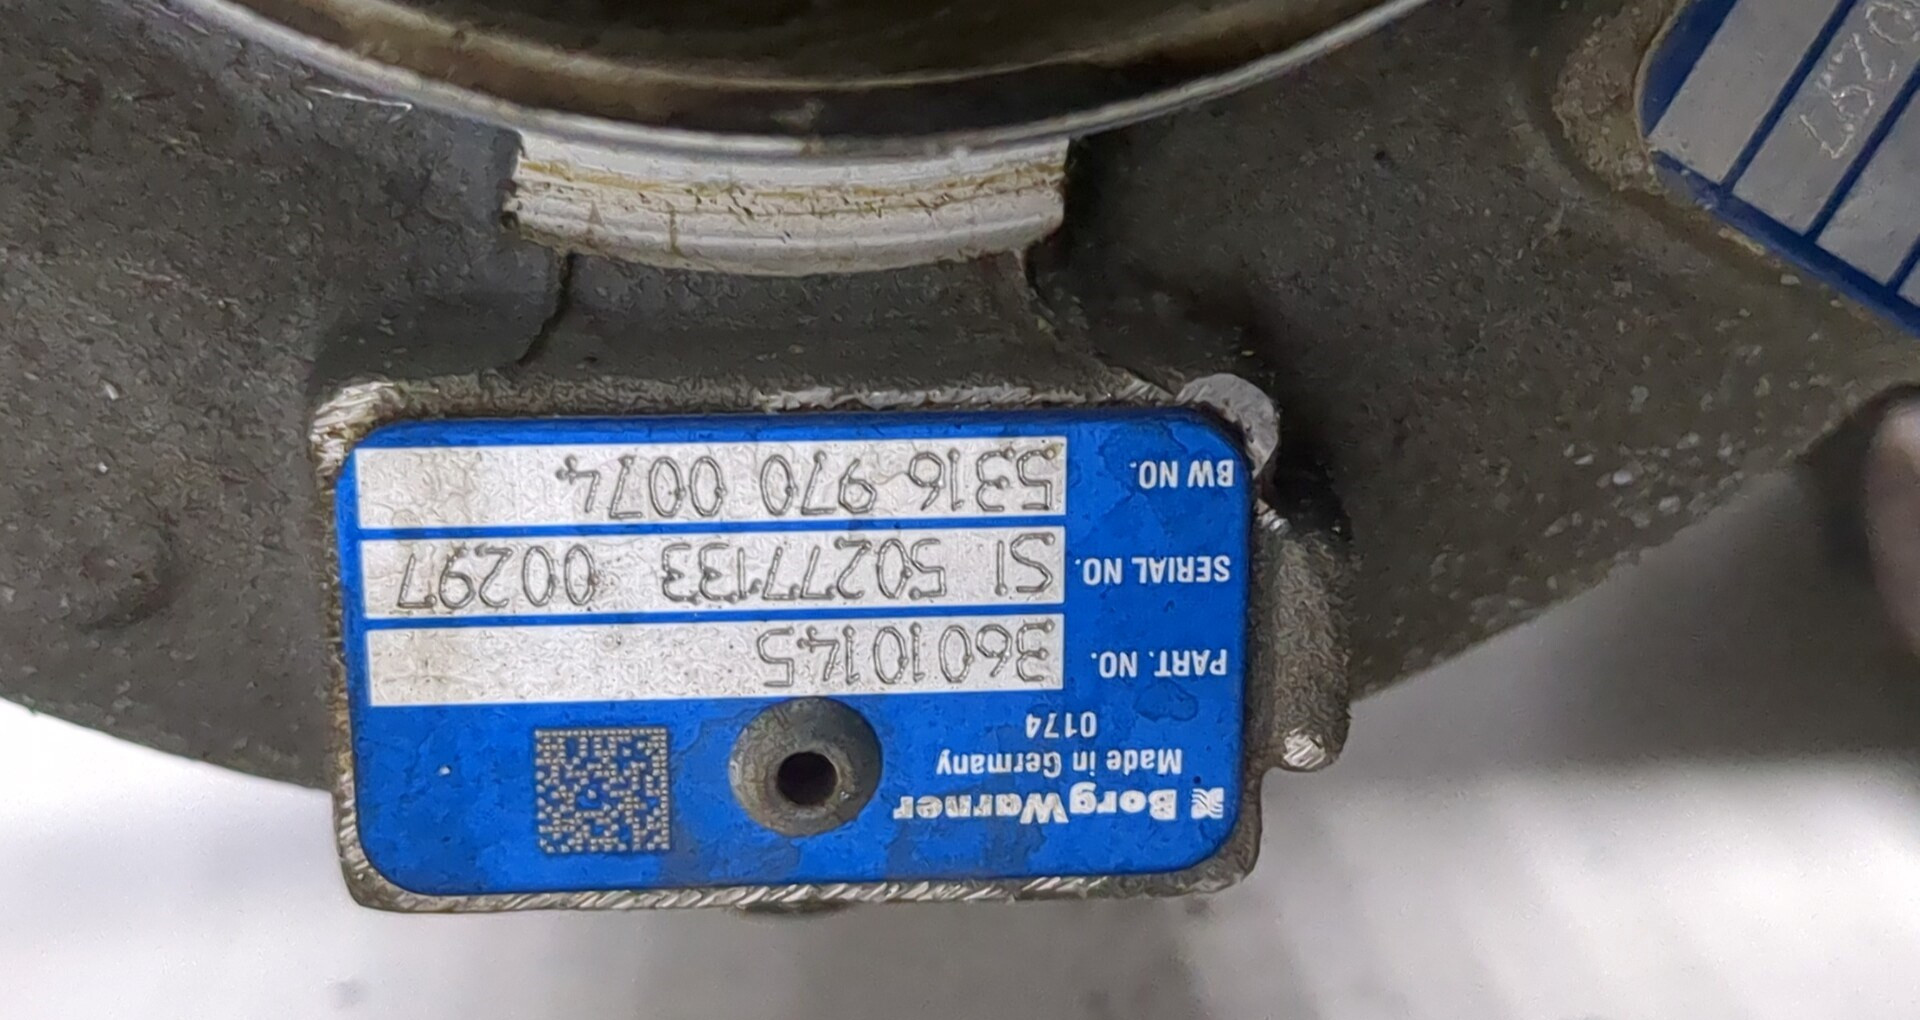 BorgWarner
Made in Germany
0174
PART. NO. 36010145
SERIAL NO. SI 50277133 00297
BW NO. 5316 970 0074